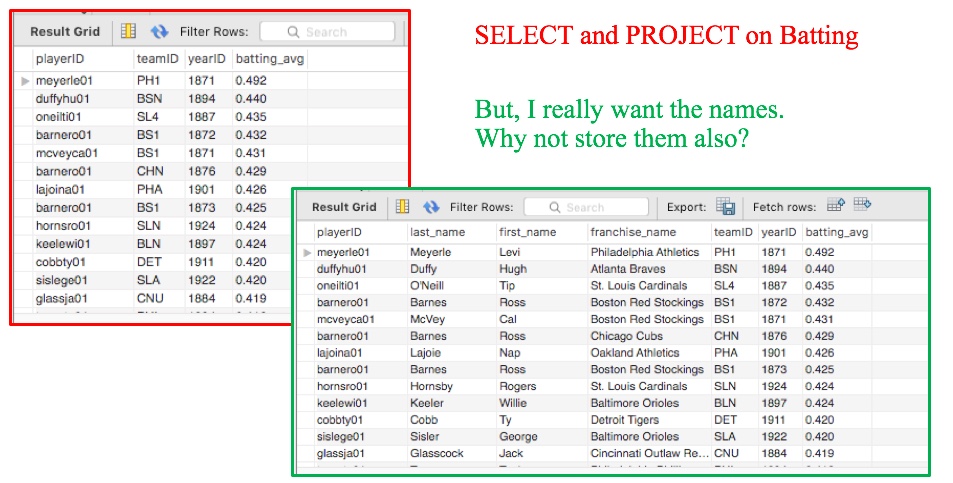 Result Grid Filter Rows: Search
playerID teamID yearID batting_avg
meyerle01 PH1 1871 0.492
duffyhu01 BSN 1894 0.440
oneilti01 SL4 1887 0.435
barnero01 BS1 1872 0.432
mcveyca01 BS1 1871 0.431
barnero01 CHN 1876 0.429
lajoina01 PHA 1901 0.426
barnero01 BS1 1873 0.425
hornsro01 SLN 1924 0.424
keelewi01 BLN 1897 0.424
cobbty01 DET 1911 0.420
sislege01 SLA 1922 0.420
glassja01 CNU 1884 0.419
SELECT and PROJECT on Batting
But, I really want the names.
Why not store them also?
Result Grid Filter Rows: Search Export: Fetch rows:
playerID last_name first_name franchise_name teamID yearID batting_avg
meyerle01 Meyerle Levi Philadelphia Athletics PH1 1871 0.492
duffyhu01 Duffy Hugh Atlanta Braves BSN 1894 0.440
oneilti01 O'Neill Tip St. Louis Cardinals SL4 1887 0.435
barnero01 Barnes Ross Boston Red Stockings BS1 1872 0.432
mcveyca01 McVey Cal Boston Red Stockings BS1 1871 0.431
barnero01 Barnes Ross Chicago Cubs CHN 1876 0.429
lajoina01 Lajoie Nap Oakland Athletics PHA 1901 0.426
barnero01 Barnes Ross Boston Red Stockings BS1 1873 0.425
hornsro01 Hornsby Rogers St. Louis Cardinals SLN 1924 0.424
keelewi01 Keeler Willie Baltimore Orioles BLN 1897 0.424
cobbty01 Cobb Ty Detroit Tigers DET 1911 0.420
sislege01 Sisler George Baltimore Orioles SLA 1922 0.420
glassja01 Glasscock Jack Cincinnati Outlaw Re... CNU 1884 0.419